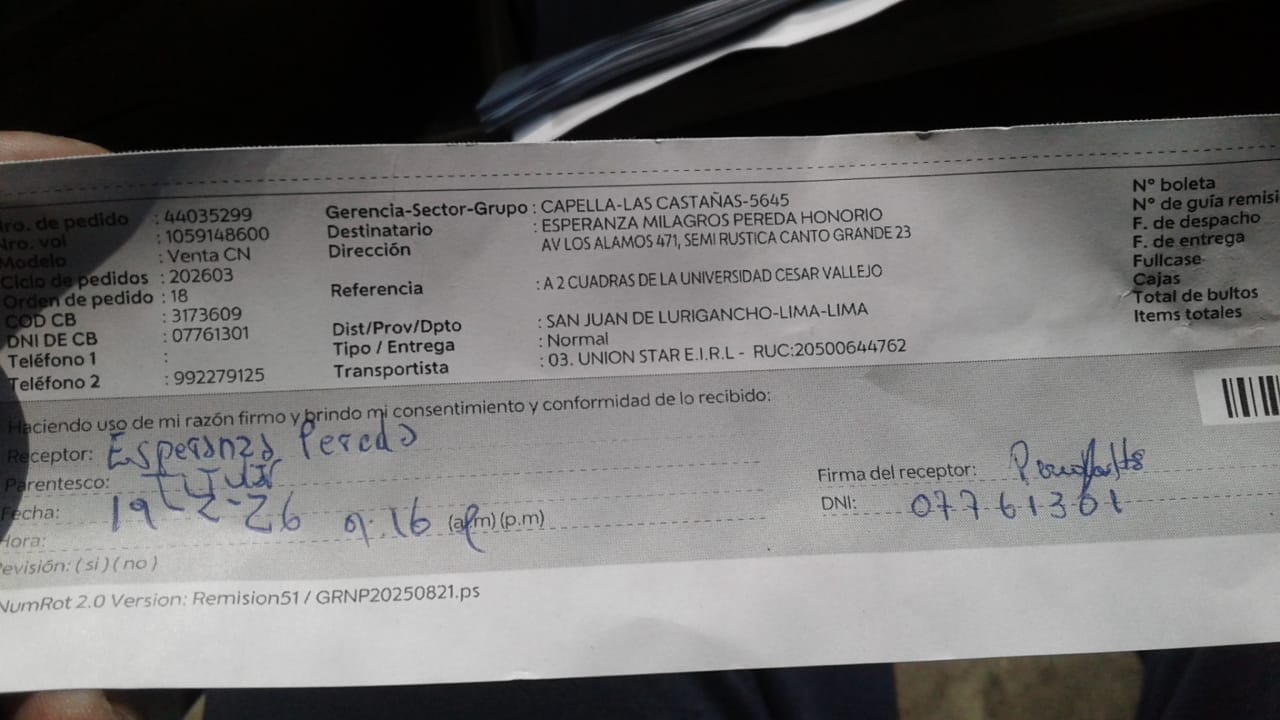 Nro. de pedido : 44035299
Nro. vol : 1059148600
Modelo : Venta CN
Ciclo de pedidos : 202603
Orden de pedido : 18
COD CB : 3173609
DNI DE CB : 07761301
Teléfono 1 :
Teléfono 2 : 992279125
Gerencia-Sector-Grupo : CAPELLA-LAS CASTAÑAS-5645
Destinatario : ESPERANZA MILAGROS PEREDA HONORIO
Dirección AV LOS ALAMOS 471, SEMI RUSTICA CANTO GRANDE 23
Referencia : A 2 CUADRAS DE LA UNIVERSIDAD CESAR VALLEJO
Dist/Prov/Dpto : SAN JUAN DE LURIGANCHO-LIMA-LIMA
Tipo / Entrega : Normal
Transportista : 03. UNION STAR E.I.R.L - RUC:20500644762
N° boleta
N° de guía remisi
F. de despacho
F. de entrega
Fullcase
Cajas
Total de bultos
Items totales
Haciendo uso de mi razón firmo y brindo mi consentimiento y conformidad de lo recibido:
Receptor: Esperanza Pereda
Parentesco:
Fecha: 19-2-26 9:16 (a.m) (p.m)
Hora:
Revisión: ( si ) ( no )
Firma del receptor:
DNI: 07761301
NumRot 2.0 Version: Remision51 / GRNP20250821.ps